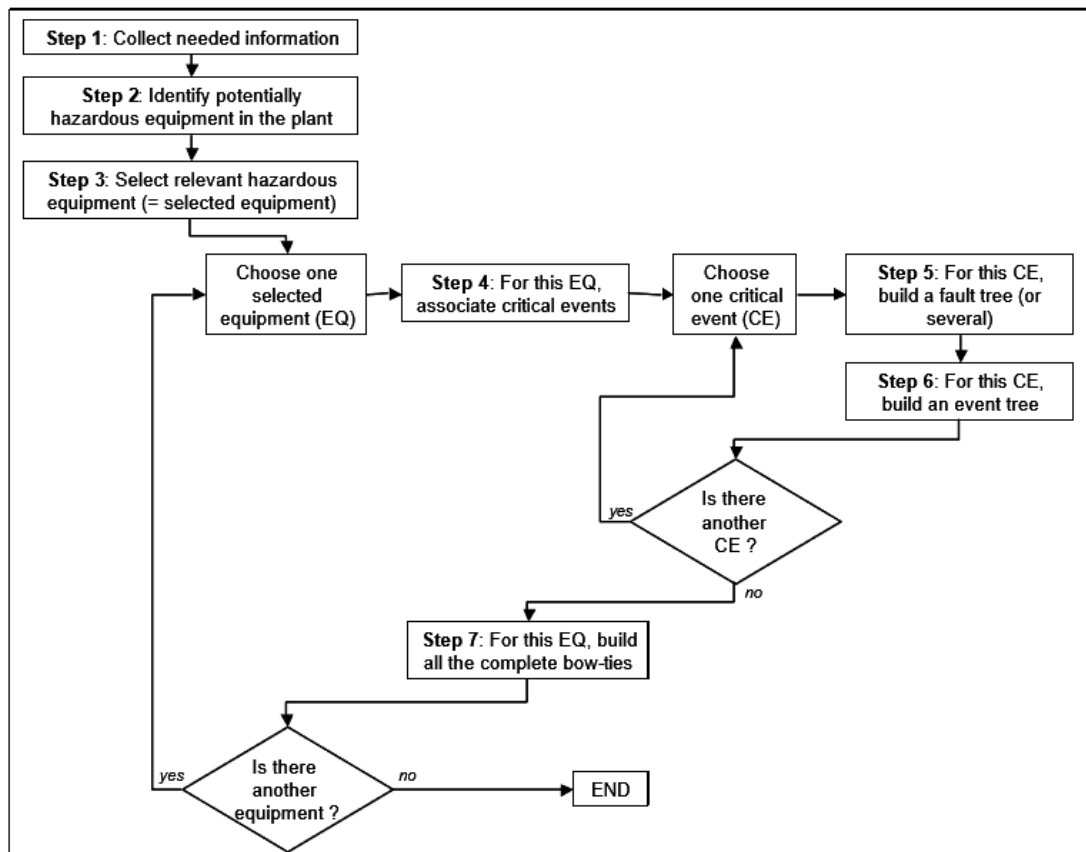 Step 1: Collect needed information
Step 2: Identify potentially
hazardous equipment in the plant
Step 3: Select relevant hazardous
equipment (= selected equipment)
Choose one
selected
equipment (EQ)
Step 4: For this EQ,
associate critical events
Choose
one critical
event (CE)
Step 5: For this CE,
build a fault tree (or
several)
Step 6: For this CE,
build an event tree
Is there
another
CE ?
yes
no
Step 7: For this EQ, build
all the complete bow-ties
Is there
another
equipment ?
yes
no
END